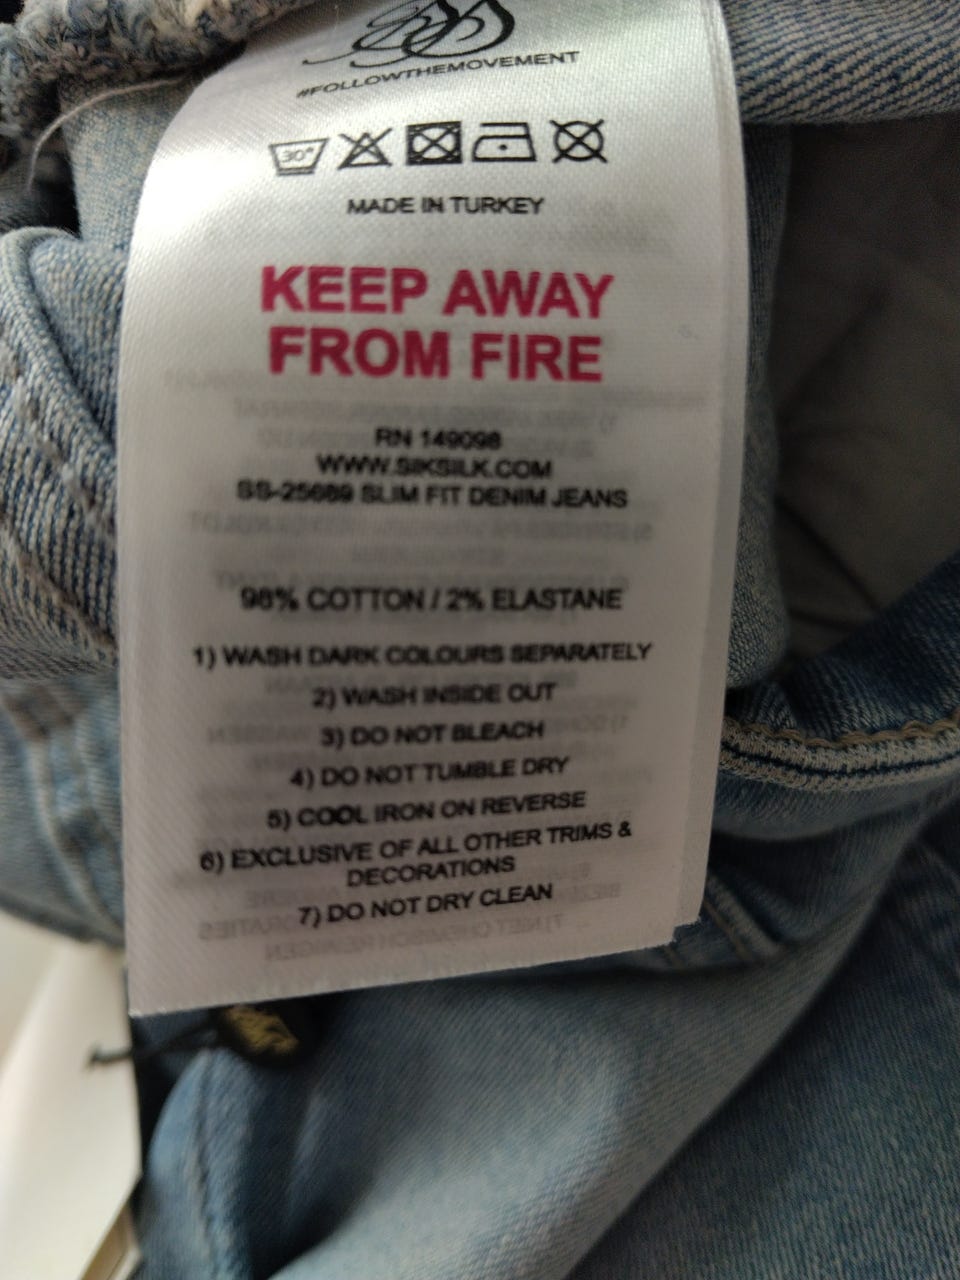 #FOLLOWTHEMOVEMENT
30°
MADE IN TURKEY
KEEP AWAY
FROM FIRE
RN 149098
WWW.SIKSILK.COM
SS-25689 SLIM FIT DENIM JEANS
98% COTTON / 2% ELASTANE
1) WASH DARK COLOURS SEPARATELY
2) WASH INSIDE OUT
3) DO NOT BLEACH
4) DO NOT TUMBLE DRY
5) COOL IRON ON REVERSE
6) EXCLUSIVE OF ALL OTHER TRIMS &
DECORATIONS
7) DO NOT DRY CLEAN